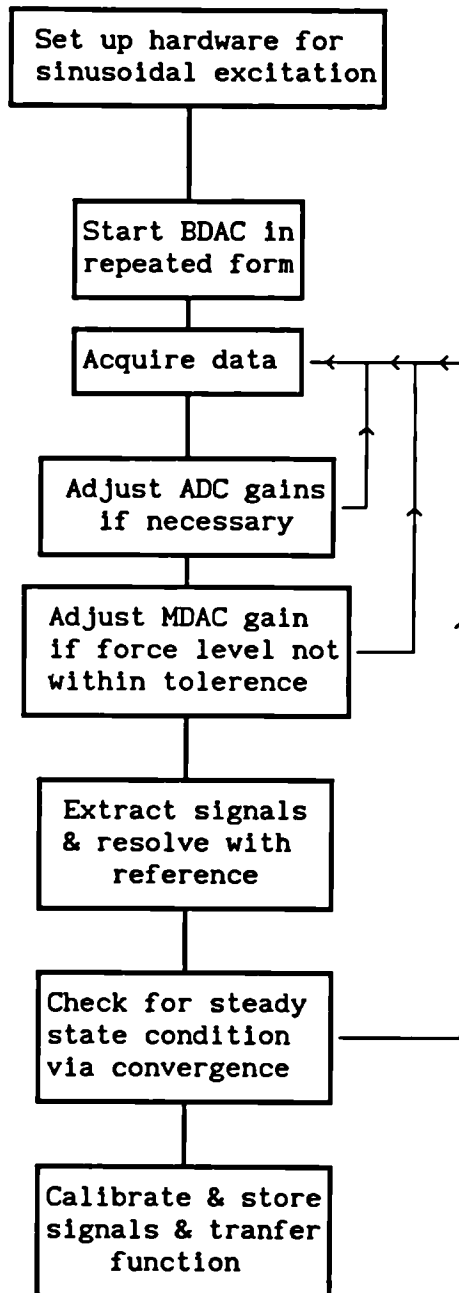 Set up hardware for
sinusoidal excitation
Start BDAC in
repeated form
Acquire data
Adjust ADC gains
if necessary
Adjust MDAC gain
if force level not
within tolerence
Extract signals
& resolve with
reference
Check for steady
state condition
via convergence
Calibrate & store
signals & tranfer
function